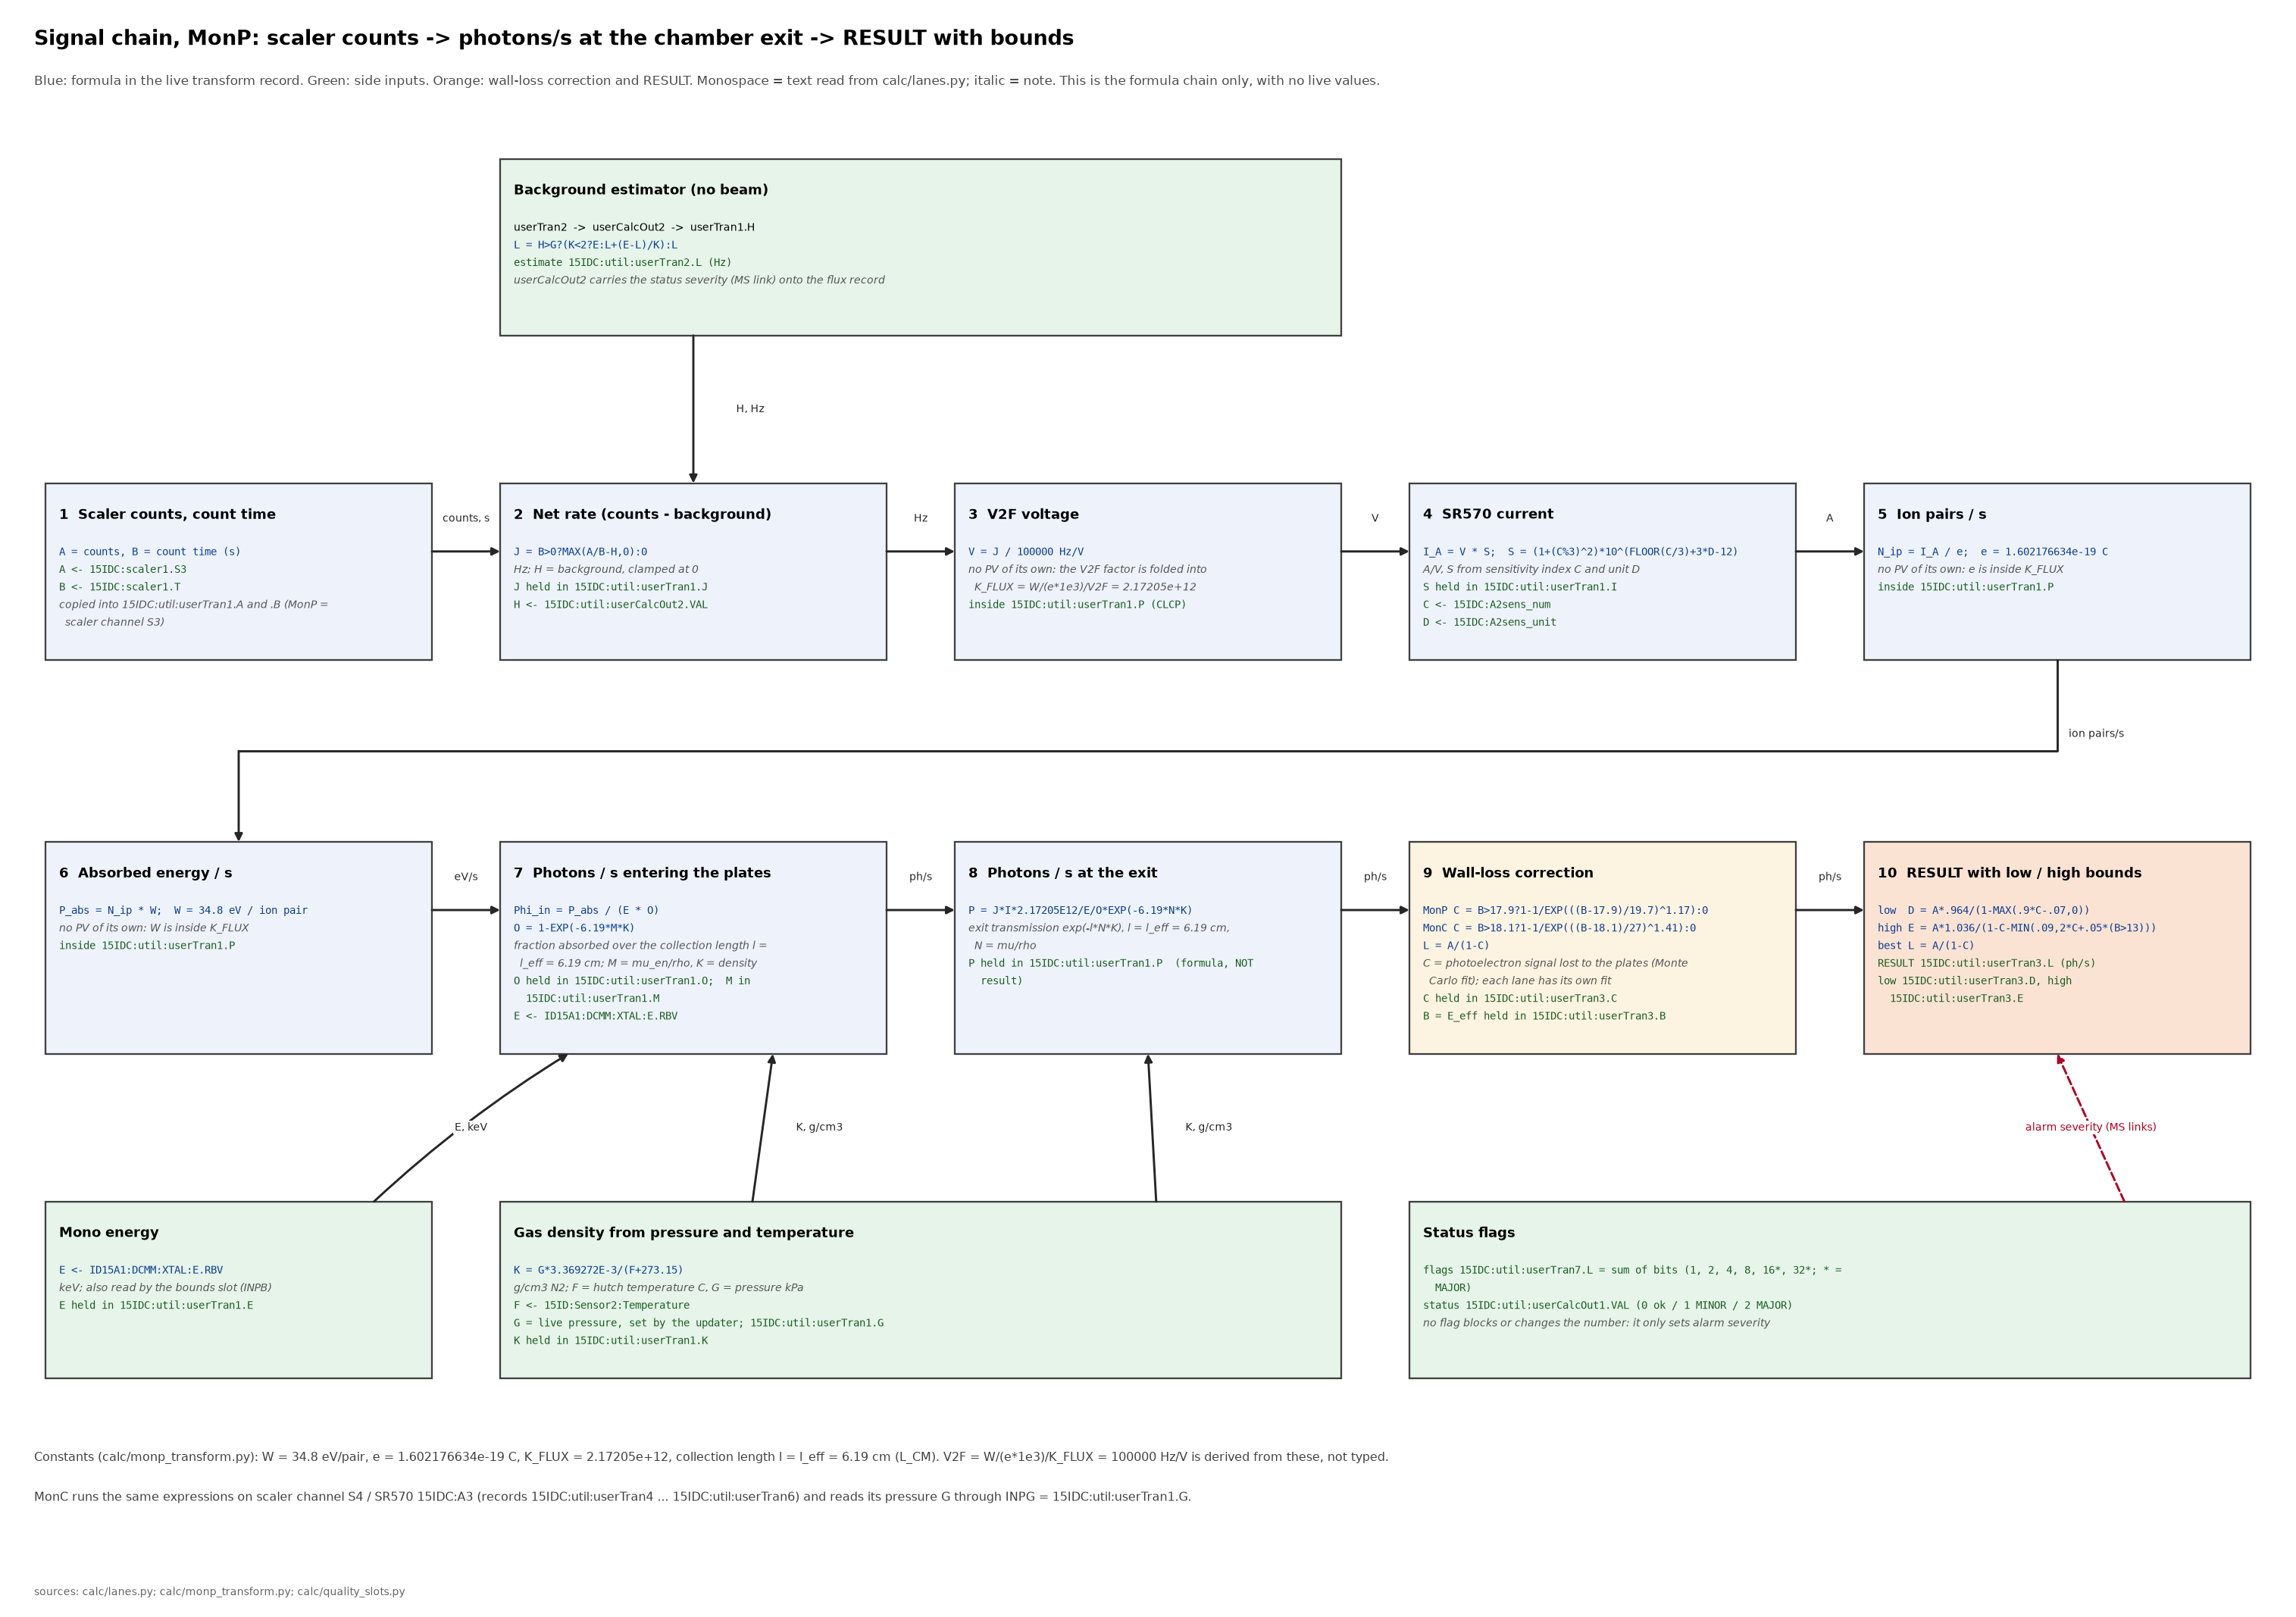 Signal chain, MonP: scaler counts -> photons/s at the chamber exit -> RESULT with bounds
Blue: formula in the live transform record. Green: side inputs. Orange: wall-loss correction and RESULT. Monospace = text read from calc/lanes.py; italic = note. This is the formula chain only, with no live values.
Background estimator (no beam)
userTran2 -> userCalcOut2 -> userTran1.H
L = H>G?(K<2?E:L+(E-L)/K):L
estimate 15IDC:util:userTran2.L (Hz)
userCalcOut2 carries the status severity (MS link) onto the flux record
H, Hz
1 Scaler counts, count time
A = counts, B = count time (s)
A <- 15IDC:scaler1.S3
B <- 15IDC:scaler1.T
copied into 15IDC:util:userTran1.A and .B (MonP =
scaler channel S3)
counts, s
2 Net rate (counts - background)
J = B>0?MAX(A/B-H,0):0
Hz; H = background, clamped at 0
J held in 15IDC:util:userTran1.J
H <- 15IDC:util:userCalcOut2.VAL
Hz
3 V2F voltage
V = J / 100000 Hz/V
no PV of its own: the V2F factor is folded into
K_FLUX = W/(e*1e3)/V2F = 2.17205e+12
inside 15IDC:util:userTran1.P (CLCP)
V
4 SR570 current
I_A = V * S; S = (1+(C%3)^2)*10^(FLOOR(C/3)+3*D-12)
A/V, S from sensitivity index C and unit D
S held in 15IDC:util:userTran1.I
C <- 15IDC:A2sens_num
D <- 15IDC:A2sens_unit
A
5 Ion pairs / s
N_ip = I_A / e; e = 1.602176634e-19 C
no PV of its own: e is inside K_FLUX
inside 15IDC:util:userTran1.P
ion pairs/s
6 Absorbed energy / s
P_abs = N_ip * W; W = 34.8 eV / ion pair
no PV of its own: W is inside K_FLUX
inside 15IDC:util:userTran1.P
eV/s
7 Photons / s entering the plates
Phi_in = P_abs / (E * O)
O = 1-EXP(-6.19*M*K)
fraction absorbed over the collection length l =
l_eff = 6.19 cm; M = mu_en/rho, K = density
O held in 15IDC:util:userTran1.O; M in
15IDC:util:userTran1.M
E <- ID15A1:DCMM:XTAL:E.RBV
ph/s
8 Photons / s at the exit
P = J*I*2.17205E12/E/O*EXP(-6.19*N*K)
exit transmission exp(-l*N*K), l = l_eff = 6.19 cm,
N = mu/rho
P held in 15IDC:util:userTran1.P (formula, NOT
result)
ph/s
9 Wall-loss correction
MonP C = B>17.9?1-1/EXP(((B-17.9)/19.7)^1.17):0
MonC C = B>18.1?1-1/EXP(((B-18.1)/27)^1.41):0
L = A/(1-C)
C = photoelectron signal lost to the plates (Monte
Carlo fit); each lane has its own fit
C held in 15IDC:util:userTran3.C
B = E_eff held in 15IDC:util:userTran3.B
ph/s
10 RESULT with low / high bounds
low D = A*.964/(1-MAX(.9*C-.07,0))
high E = A*1.036/(1-C-MIN(.09,2*C+.05*(B>13)))
best L = A/(1-C)
RESULT 15IDC:util:userTran3.L (ph/s)
low 15IDC:util:userTran3.D, high
15IDC:util:userTran3.E
E, keV
K, g/cm3
K, g/cm3
alarm severity (MS links)
Mono energy
E <- ID15A1:DCMM:XTAL:E.RBV
keV; also read by the bounds slot (INPB)
E held in 15IDC:util:userTran1.E
Gas density from pressure and temperature
K = G*3.369272E-3/(F+273.15)
g/cm3 N2; F = hutch temperature C, G = pressure kPa
F <- 15ID:Sensor2:Temperature
G = live pressure, set by the updater; 15IDC:util:userTran1.G
K held in 15IDC:util:userTran1.K
Status flags
flags 15IDC:util:userTran7.L = sum of bits (1, 2, 4, 8, 16*, 32*; * =
MAJOR)
status 15IDC:util:userCalcOut1.VAL (0 ok / 1 MINOR / 2 MAJOR)
no flag blocks or changes the number: it only sets alarm severity
Constants (calc/monp_transform.py): W = 34.8 eV/pair, e = 1.602176634e-19 C, K_FLUX = 2.17205e+12, collection length l = l_eff = 6.19 cm (L_CM). V2F = W/(e*1e3)/K_FLUX = 100000 Hz/V is derived from these, not typed.
MonC runs the same expressions on scaler channel S4 / SR570 15IDC:A3 (records 15IDC:util:userTran4 ... 15IDC:util:userTran6) and reads its pressure G through INPG = 15IDC:util:userTran1.G.
sources: calc/lanes.py; calc/monp_transform.py; calc/quality_slots.py